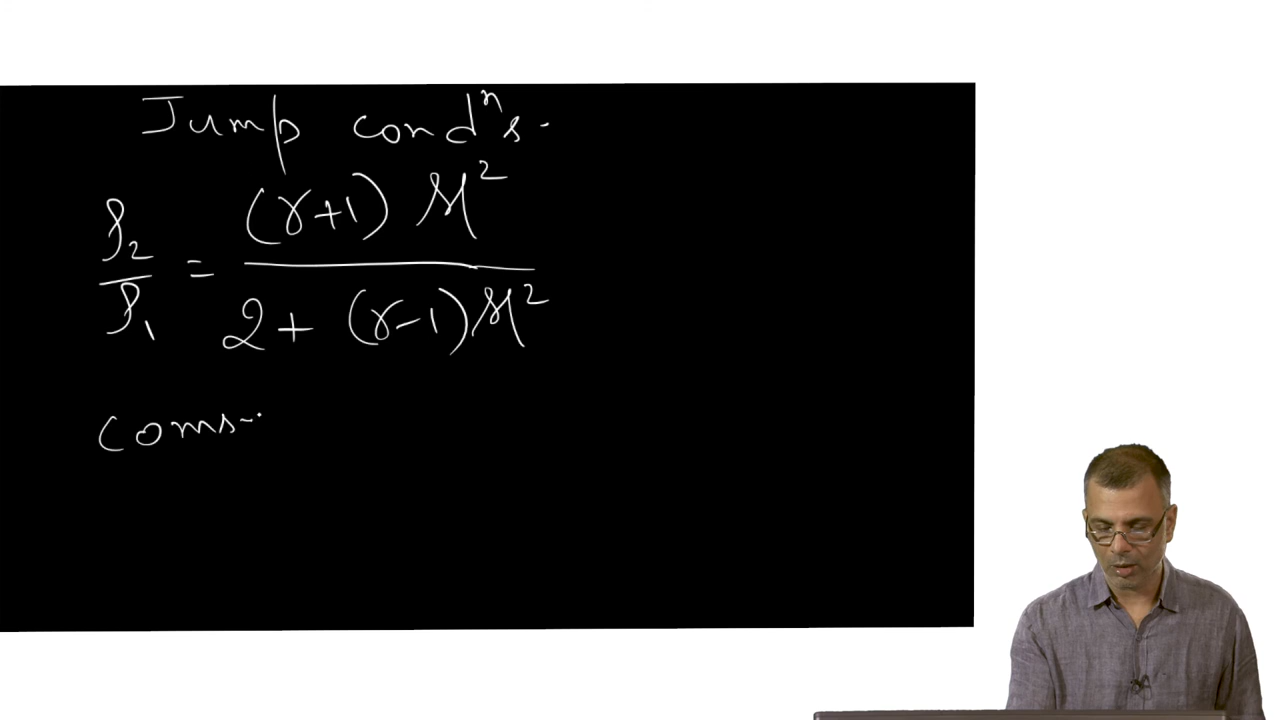 Jump condⁿs.
ρ₂/ρ₁ = (γ+1) M² / 2 + (γ-1)M²
cons